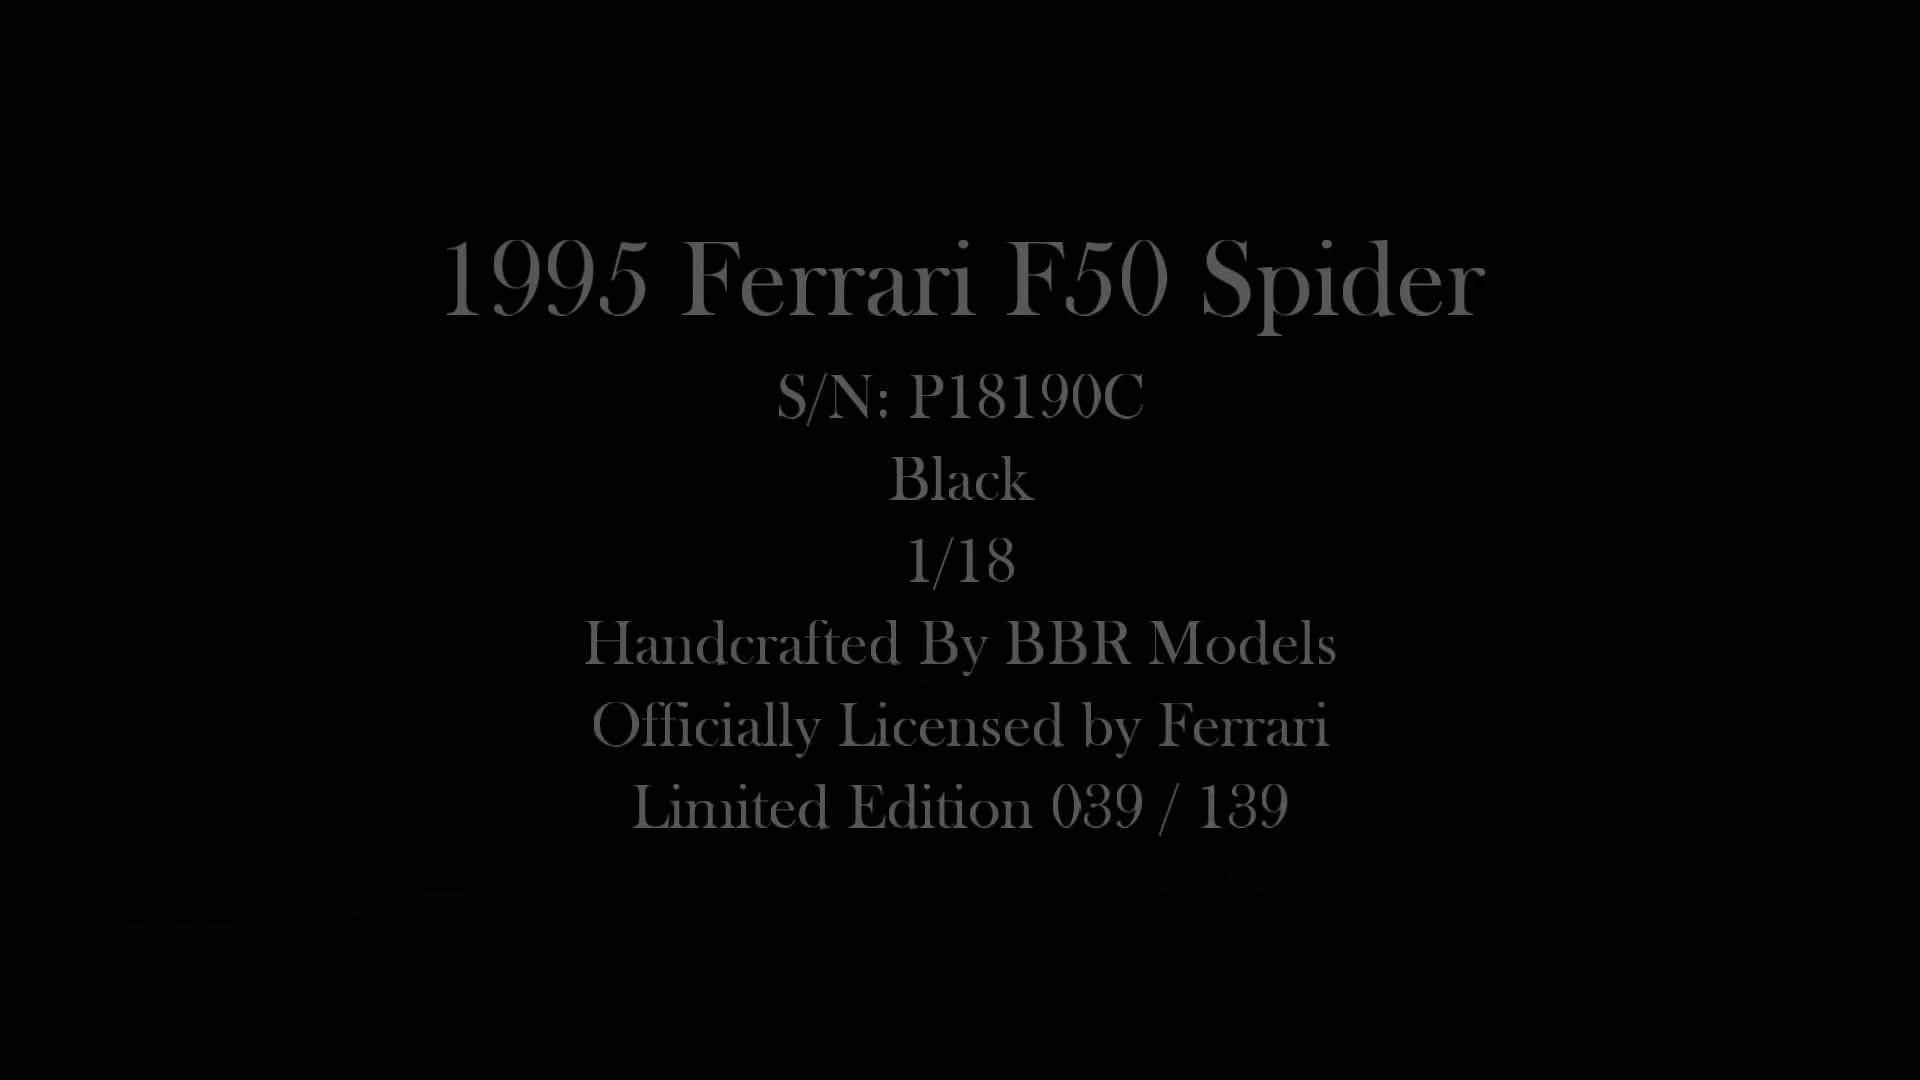 1995 Ferrari F50 Spider
S/N: P18190C
Black
1/18
Handcrafted By BBR Models
Officially Licensed by Ferrari
Limited Edition 039 / 139